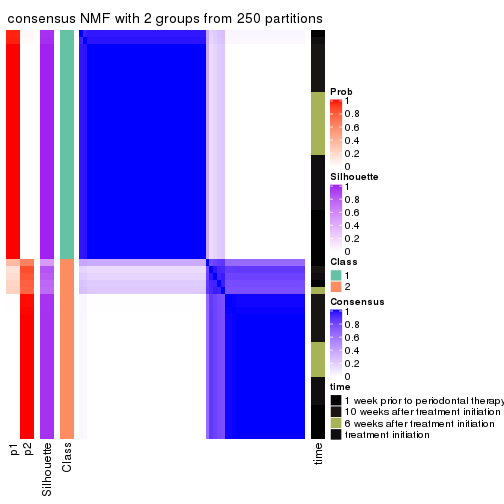 consensus NMF with 2 groups from 250 partitions
Prob
1
0.8
0.6
0.4
0.2
0
Silhouette
1
0.8
0.6
0.4
0.2
0
Class
1
2
Consensus
1
0.8
0.6
0.4
0.2
0
time
1 week prior to periodontal therapy
10 weeks after treatment initiation
6 weeks after treatment initiation
treatment initiation
p1
p2
Silhouette
Class
time